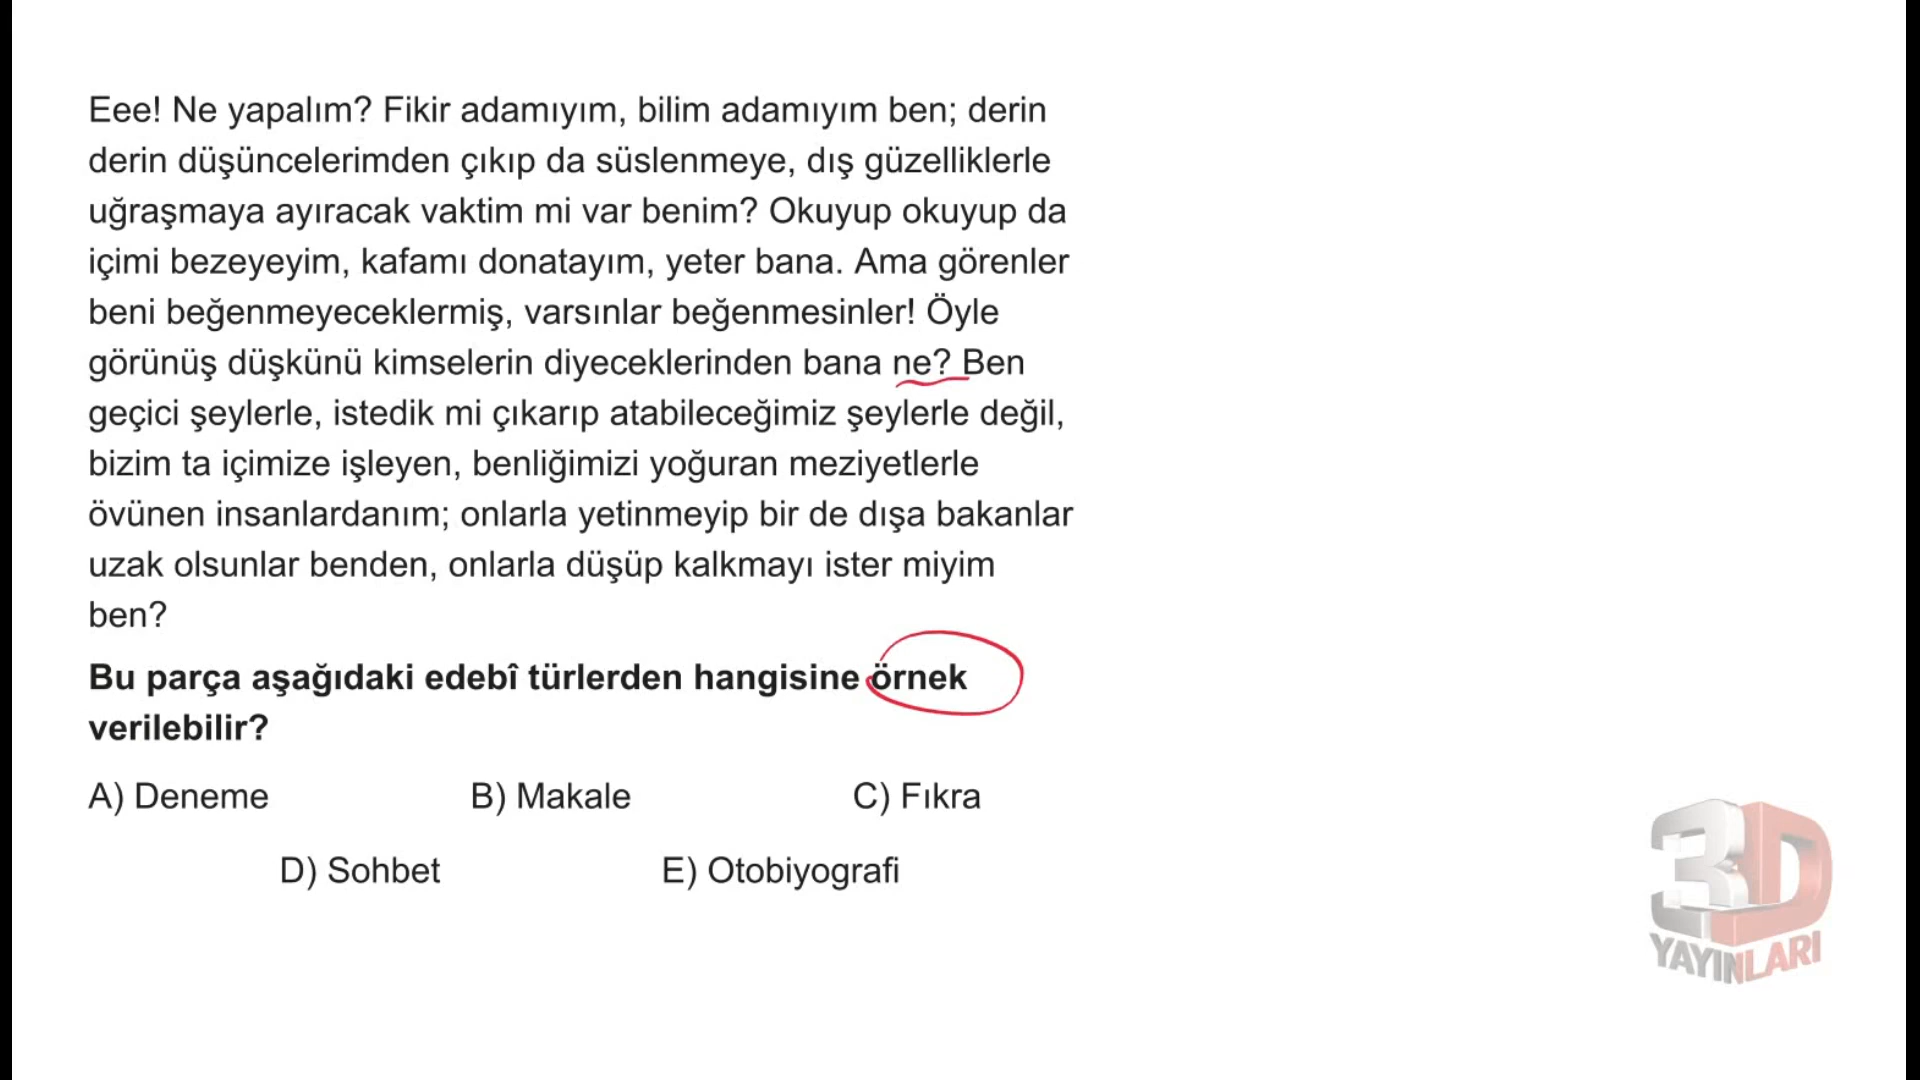 Eee! Ne yapalım? Fikir adamıyım, bilim adamıyım ben; derin
derin düşüncelerimden çıkıp da süslenmeye, dış güzelliklerle
uğraşmaya ayıracak vaktim mi var benim? Okuyup okuyup da
içimi bezeyeyim, kafamı donatayım, yeter bana. Ama görenler
beni beğenmeyeceklermiş, varsınlar beğenmesinler! Öyle
görünüş düşkünü kimselerin diyeceklerinden bana ne? Ben
geçici şeylerle, istedik mi çıkarıp atabileceğimiz şeylerle değil,
bizim ta içimize işleyen, benliğimizi yoğuran meziyetlerle
övünen insanlardanım; onlarla yetinmeyip bir de dışa bakanlar
uzak olsunlar benden, onlarla düşüp kalkmayı ister miyim
ben?
Bu parça aşağıdaki edebî türlerden hangisine örnek
verilebilir?
A) Deneme B) Makale C) Fıkra
D) Sohbet E) Otobiyografi
3D
YAYINLARI